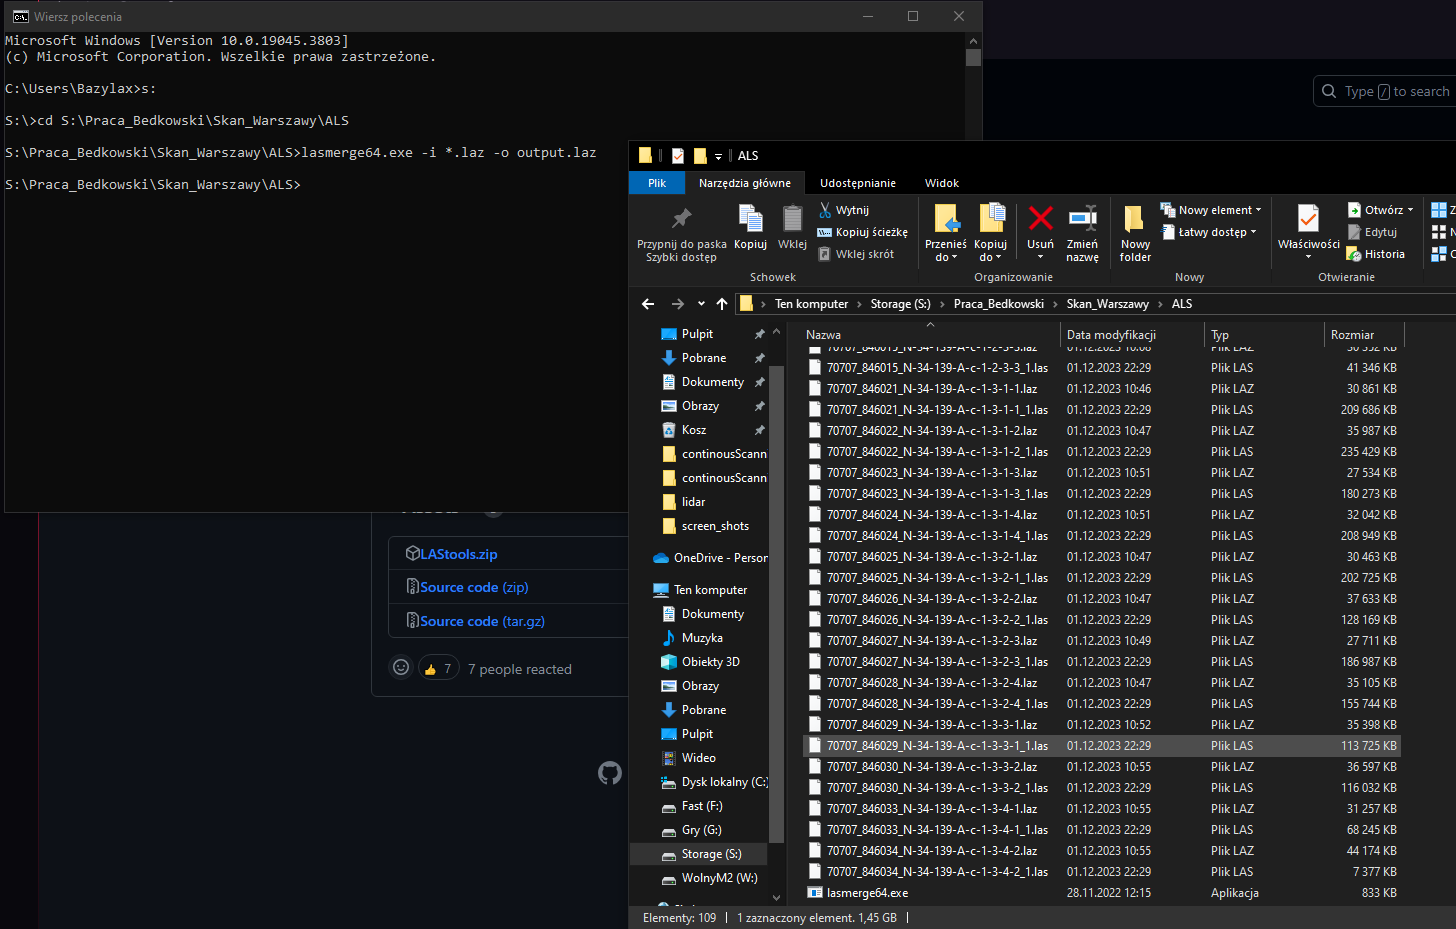 Wiersz polecenia
Microsoft Windows [Version 10.0.19045.3803]
(c) Microsoft Corporation. Wszelkie prawa zastrzeżone.
C:\Users\Bazylax>s:
S:\>cd S:\Praca_Bedkowski\Skan_Warszawy\ALS
S:\Praca_Bedkowski\Skan_Warszawy\ALS>lasmerge64.exe -i *.laz -o output.laz
S:\Praca_Bedkowski\Skan_Warszawy\ALS>
Type / to search
LAStools.zip
Source code (zip)
Source code (tar.gz)
7
7 people reacted
ALS
Plik Narzędzia główne Udostępnianie Widok
Przypnij do paska Szybki dostęp
Kopiuj
Wklej
Wytnij
Kopiuj ścieżkę
Wklej skrót
Schowek
Przenieś do
Kopiuj do
Usuń
Zmień nazwę
Organizowanie
Nowy folder
Nowy element
Łatwy dostęp
Nowy
Właściwości
Otwórz
Edytuj
Historia
Otwieranie
Ten komputer > Storage (S:) > Praca_Bedkowski > Skan_Warszawy > ALS
Pulpit
Pobrane
Dokumenty
Obrazy
Kosz
continousScann
continousScann
lidar
screen_shots
OneDrive - Person
Ten komputer
Dokumenty
Muzyka
Obiekty 3D
Obrazy
Pobrane
Pulpit
Wideo
Dysk lokalny (C:)
Fast (F:)
Gry (G:)
Storage (S:)
WolnyM2 (W:)
Nazwa Data modyfikacji Typ Rozmiar
70707_846015_N-34-139-A-c-1-2-3-3_1.las 01.12.2023 22:29 Plik LAS 41 346 KB
70707_846021_N-34-139-A-c-1-3-1-1.laz 01.12.2023 10:46 Plik LAZ 30 861 KB
70707_846021_N-34-139-A-c-1-3-1-1_1.las 01.12.2023 22:29 Plik LAS 209 686 KB
70707_846022_N-34-139-A-c-1-3-1-2.laz 01.12.2023 10:47 Plik LAZ 35 987 KB
70707_846022_N-34-139-A-c-1-3-1-2_1.las 01.12.2023 22:29 Plik LAS 235 429 KB
70707_846023_N-34-139-A-c-1-3-1-3.laz 01.12.2023 10:51 Plik LAZ 27 534 KB
70707_846023_N-34-139-A-c-1-3-1-3_1.las 01.12.2023 22:29 Plik LAS 180 273 KB
70707_846024_N-34-139-A-c-1-3-1-4.laz 01.12.2023 10:51 Plik LAZ 32 042 KB
70707_846024_N-34-139-A-c-1-3-1-4_1.las 01.12.2023 22:29 Plik LAS 208 949 KB
70707_846025_N-34-139-A-c-1-3-2-1.laz 01.12.2023 10:47 Plik LAZ 30 463 KB
70707_846025_N-34-139-A-c-1-3-2-1_1.las 01.12.2023 22:29 Plik LAS 202 725 KB
70707_846026_N-34-139-A-c-1-3-2-2.laz 01.12.2023 10:47 Plik LAZ 37 633 KB
70707_846026_N-34-139-A-c-1-3-2-2_1.las 01.12.2023 22:29 Plik LAS 128 169 KB
70707_846027_N-34-139-A-c-1-3-2-3.laz 01.12.2023 10:49 Plik LAZ 27 711 KB
70707_846027_N-34-139-A-c-1-3-2-3_1.las 01.12.2023 22:29 Plik LAS 186 987 KB
70707_846028_N-34-139-A-c-1-3-2-4.laz 01.12.2023 10:47 Plik LAZ 35 105 KB
70707_846028_N-34-139-A-c-1-3-2-4_1.las 01.12.2023 22:29 Plik LAS 155 744 KB
70707_846029_N-34-139-A-c-1-3-3-1.laz 01.12.2023 10:52 Plik LAZ 35 398 KB
70707_846029_N-34-139-A-c-1-3-3-1_1.las 01.12.2023 22:29 Plik LAS 113 725 KB
70707_846030_N-34-139-A-c-1-3-3-2.laz 01.12.2023 10:55 Plik LAZ 36 597 KB
70707_846030_N-34-139-A-c-1-3-3-2_1.las 01.12.2023 22:29 Plik LAS 116 032 KB
70707_846033_N-34-139-A-c-1-3-4-1.laz 01.12.2023 10:55 Plik LAZ 31 257 KB
70707_846033_N-34-139-A-c-1-3-4-1_1.las 01.12.2023 22:29 Plik LAS 68 245 KB
70707_846034_N-34-139-A-c-1-3-4-2.laz 01.12.2023 10:55 Plik LAZ 44 174 KB
70707_846034_N-34-139-A-c-1-3-4-2_1.las 01.12.2023 22:29 Plik LAS 7 377 KB
lasmerge64.exe 28.11.2022 12:15 Aplikacja 833 KB
Elementy: 109 1 zaznaczony element. 1,45 GB